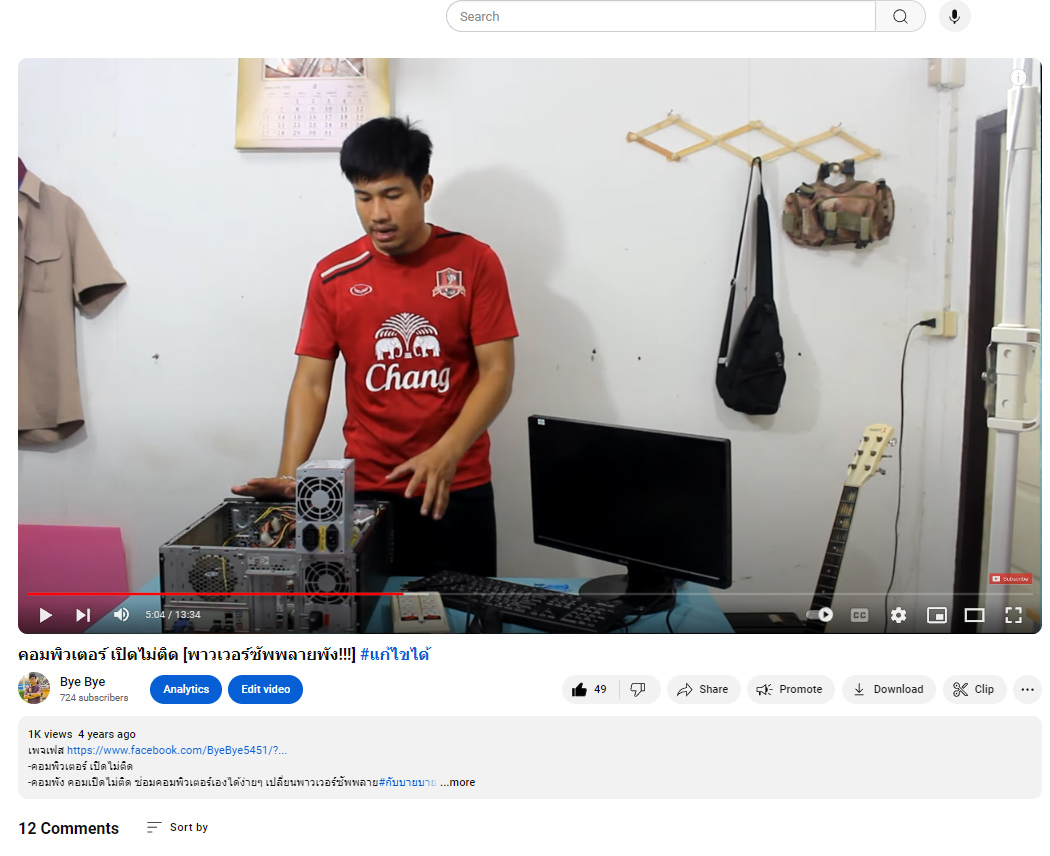 Search
Chang
Subscribe
5:04 / 13:34
CC
คอมพิวเตอร์ เปิดไม่ติด [พาวเวอร์ซัพพลายพัง!!!] #แก้ไขได้
Bye Bye
724 subscribers
Analytics
Edit video
49
Share
Promote
Download
Clip
1K views 4 years ago
เพจเฟส https://www.facebook.com/ByeBye5451/?...
-คอมพิวเตอร์ เปิดไม่ติด
-คอมพัง คอมเปิดไม่ติด ซ่อมคอมพิวเตอร์เองได้ง่ายๆ เปลี่ยนพาวเวอร์ซัพพลาย#กับบายบาย ...more
12 Comments
Sort by